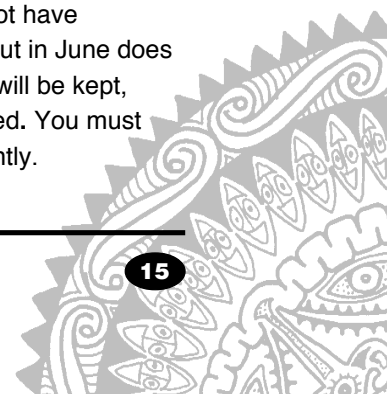 ot have
ut in June does
will be kept,
ed. You must
ntly.
15